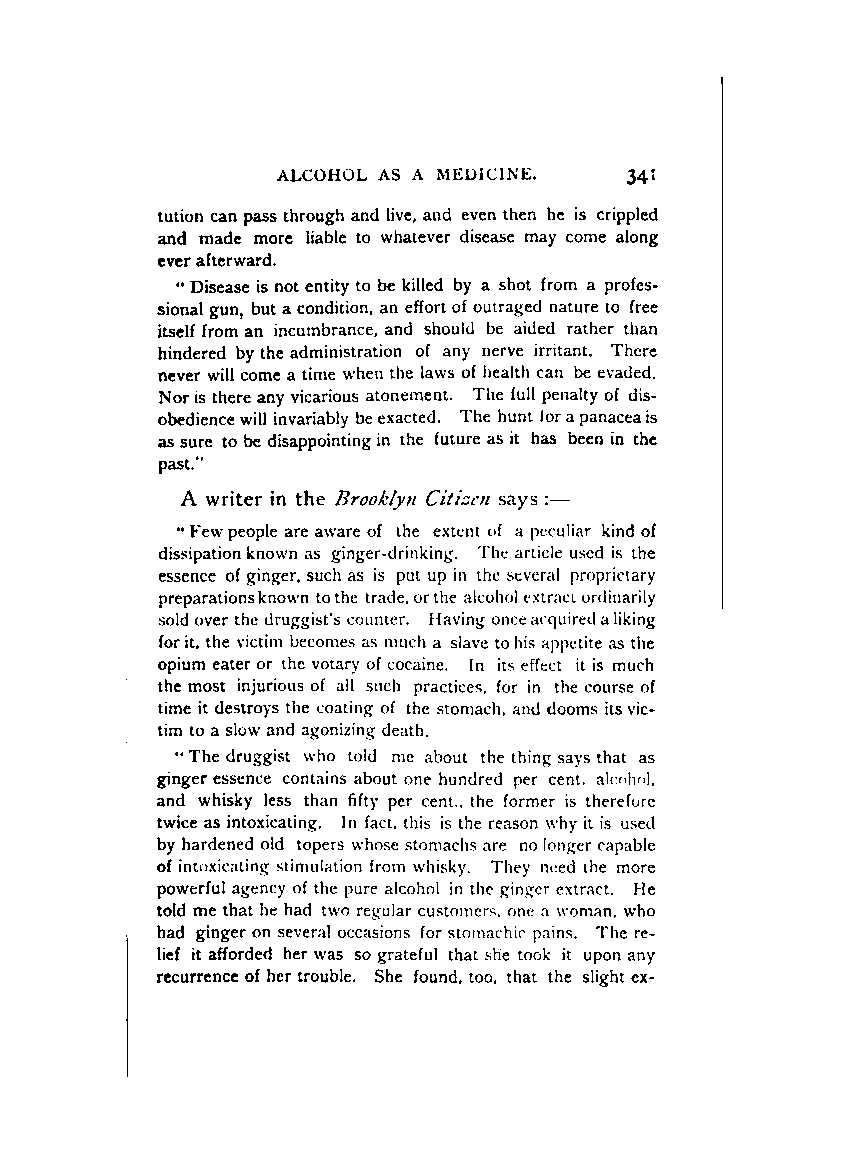 ALCOHOL AS A MEDICINE. 341
tution can pass through and live, and even then he is crippled
and made more liable to whatever disease may come along
ever afterward.
" Disease is not entity to be killed by a shot from a profes-
sional gun, but a condition, an effort of outraged nature to free
itself from an incumbrance, and should be aided rather than
hindered by the administration of any nerve irritant. There
never will come a time when the laws of health can be evaded.
Nor is there any vicarious atonement. The full penalty of dis-
obedience will invariably be exacted. The hunt for a panacea is
as sure to be disappointing in the future as it has been in the
past."
A writer in the Brooklyn Citizen says :—
" Few people are aware of the extent of a peculiar kind of
dissipation known as ginger-drinking. The article used is the
essence of ginger, such as is put up in the several proprietary
preparations known to the trade, or the alcohol extract ordinarily
sold over the druggist's counter. Having once acquired a liking
for it, the victim becomes as much a slave to his appetite as the
opium eater or the votary of cocaine. In its effect it is much
the most injurious of all such practices, for in the course of
time it destroys the coating of the stomach, and dooms its vic-
tim to a slow and agonizing death.
" The druggist who told me about the thing says that as
ginger essence contains about one hundred per cent. alcohol,
and whisky less than fifty per cent., the former is therefore
twice as intoxicating. In fact, this is the reason why it is used
by hardened old topers whose stomachs are no longer capable
of intoxicating stimulation from whisky. They need the more
powerful agency of the pure alcohol in the ginger extract. He
told me that he had two regular customers, one a woman, who
had ginger on several occasions for stomachic pains. The re-
lief it afforded her was so grateful that she took it upon any
recurrence of her trouble. She found, too, that the slight ex-